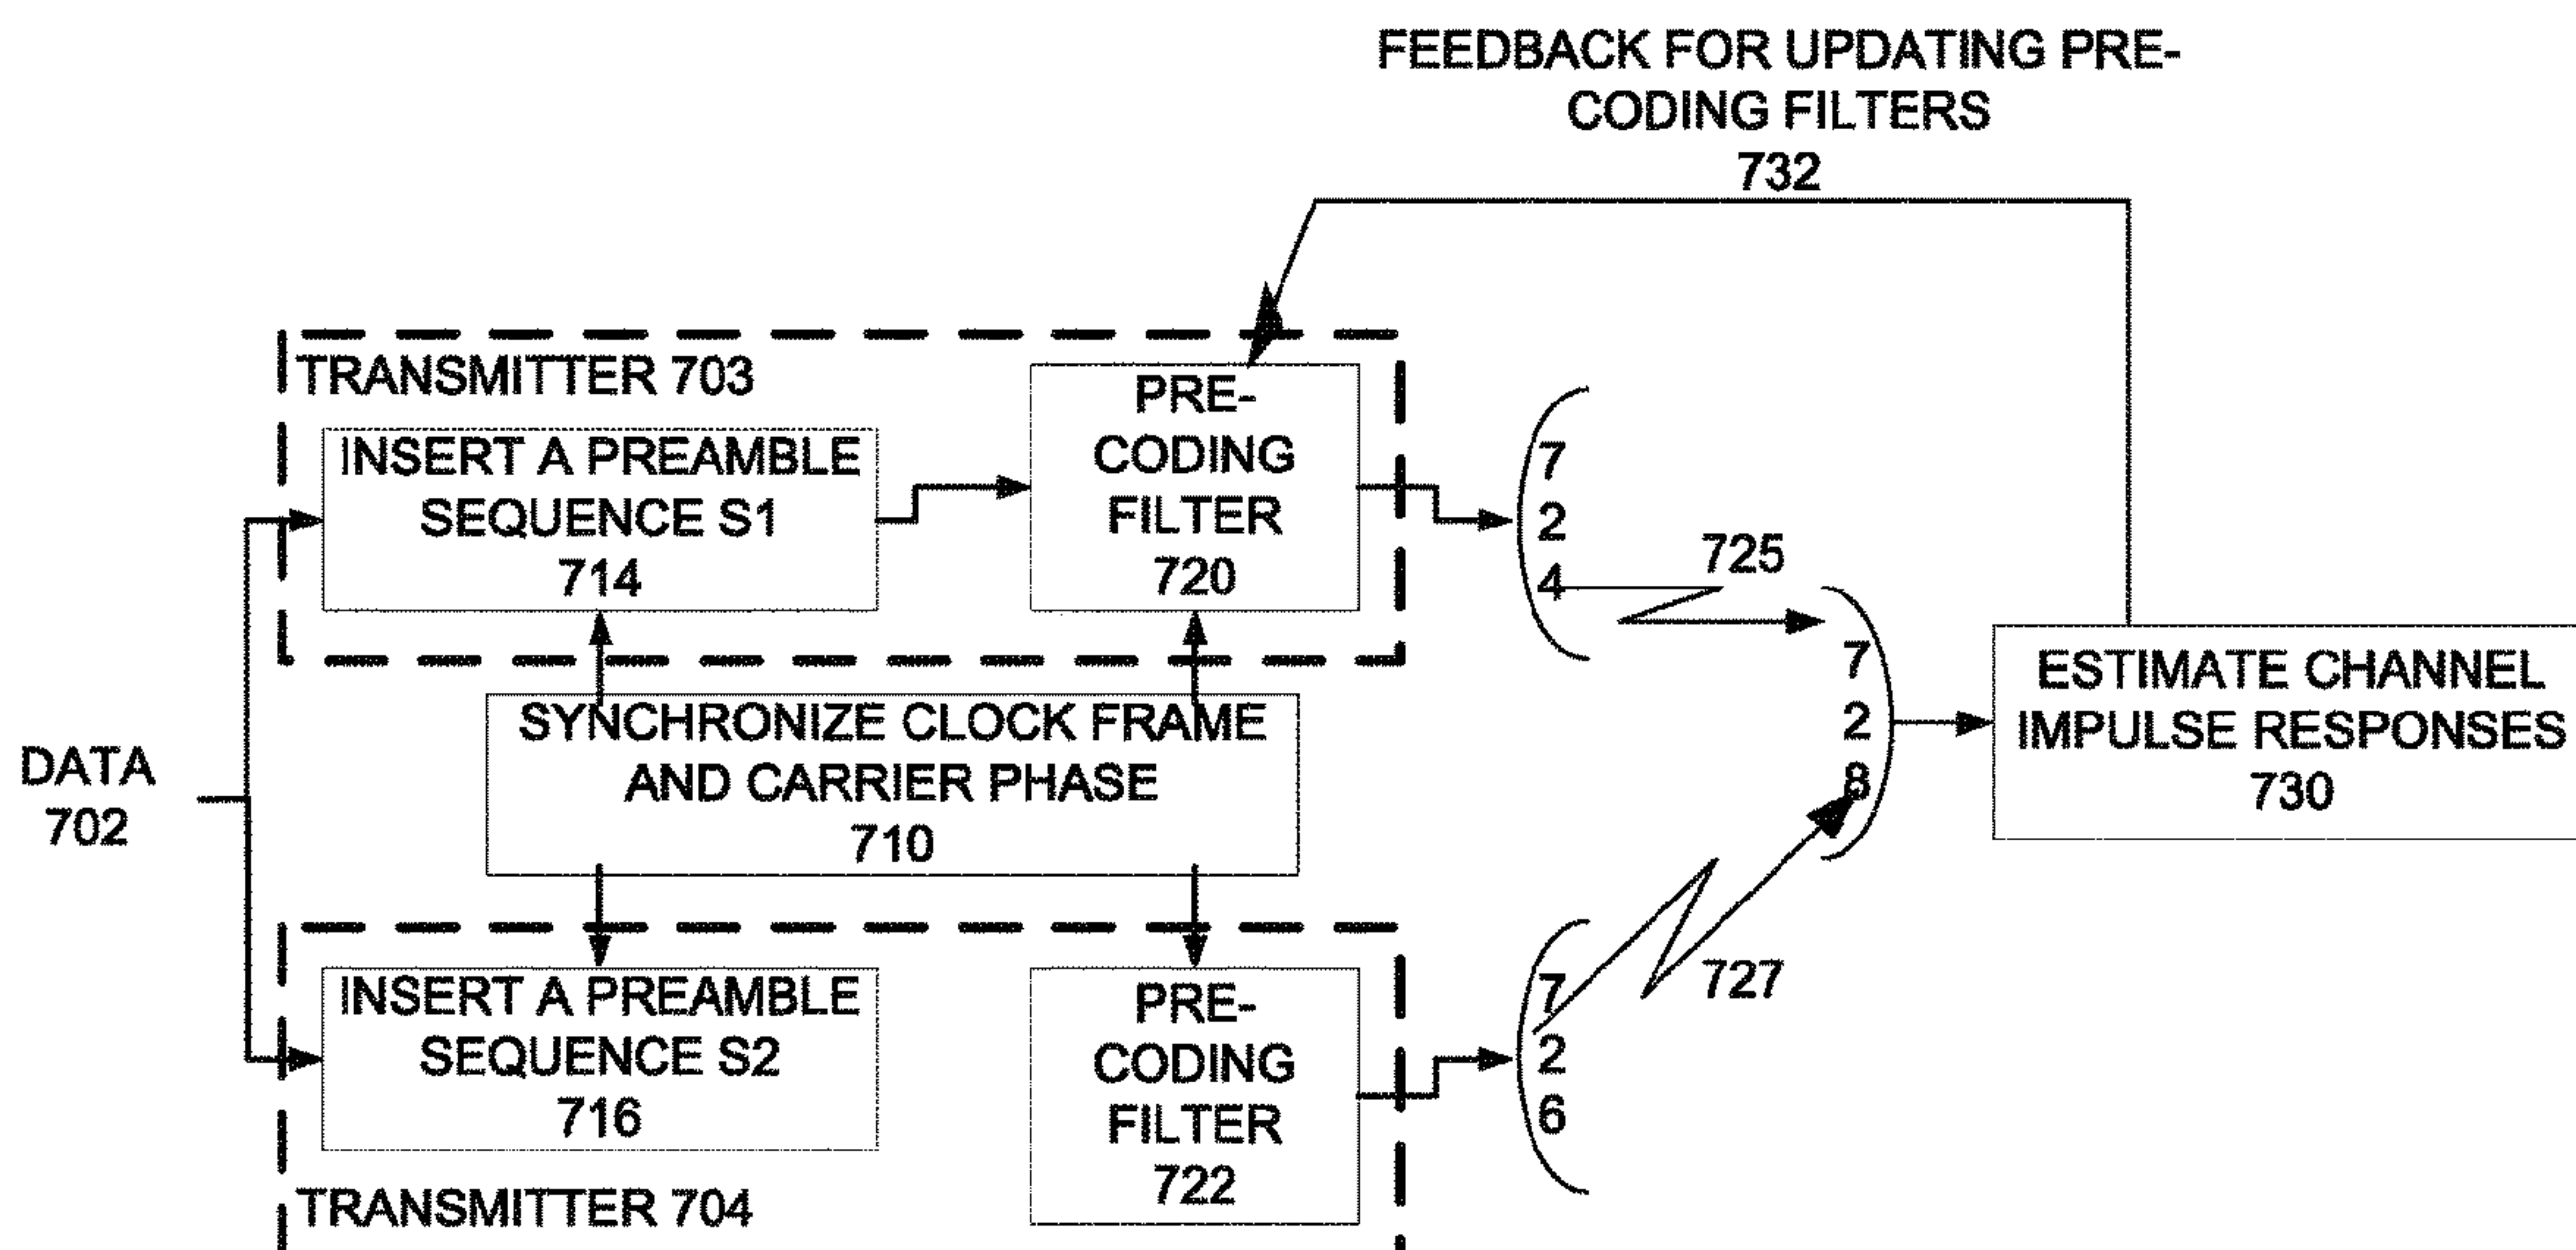 FEEDBACK FOR UPDATING PRE-
CODING FILTERS
732
TRANSMITTER 703
INSERT A PREAMBLE
SEQUENCE S1
714
PRE-
CODING
FILTER
720
7
2
4
725
SYNCHRONIZE CLOCK FRAME
AND CARRIER PHASE
710
DATA
702
7
2
8
ESTIMATE CHANNEL
IMPULSE RESPONSES
730
INSERT A PREAMBLE
SEQUENCE S2
716
TRANSMITTER 704
PRE-
CODING
FILTER
722
7
2
6
727